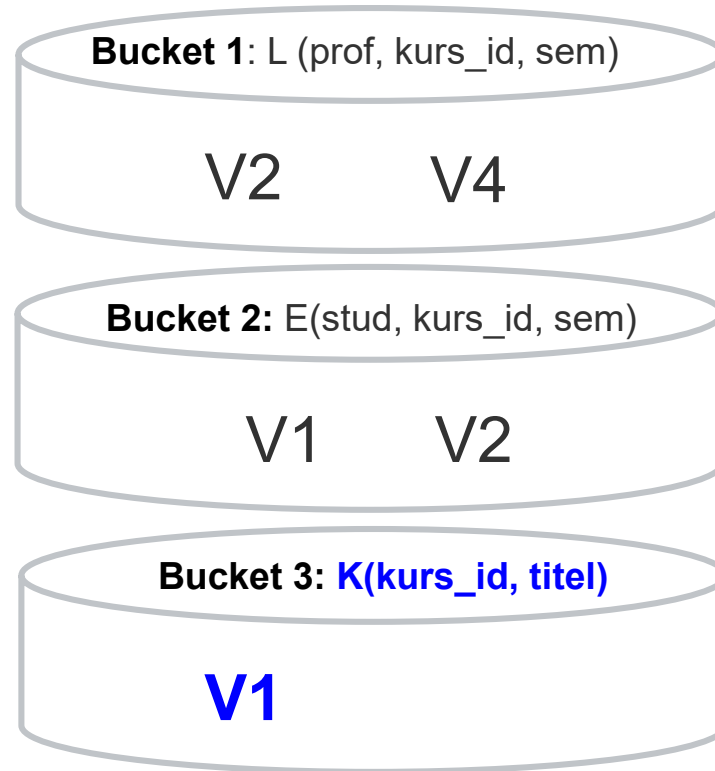 Bucket 1: L (prof, kurs_id, sem)
V2 V4
Bucket 2: E(stud, kurs_id, sem)
V1 V2
Bucket 3: K(kurs_id, titel)
V1